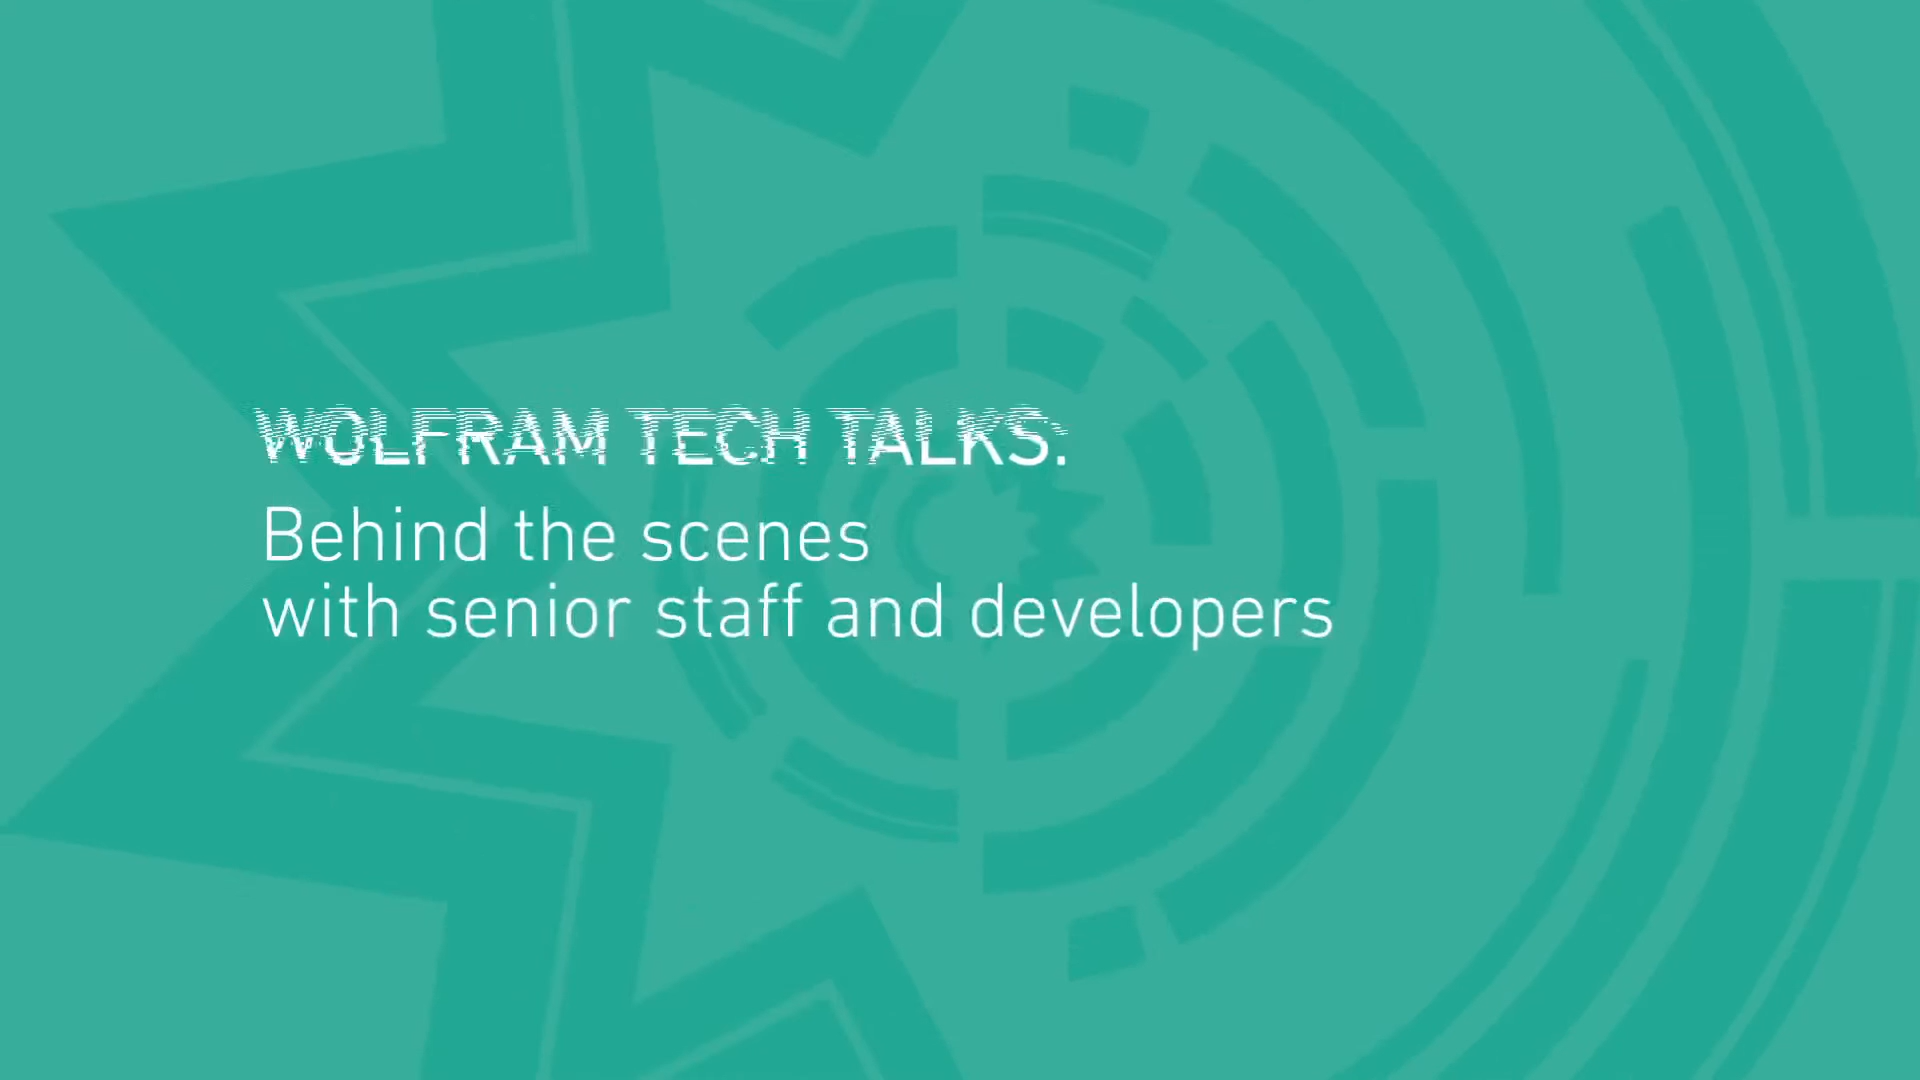 WOLFRAM TECH TALKS:
Behind the scenes
with senior staff and developers